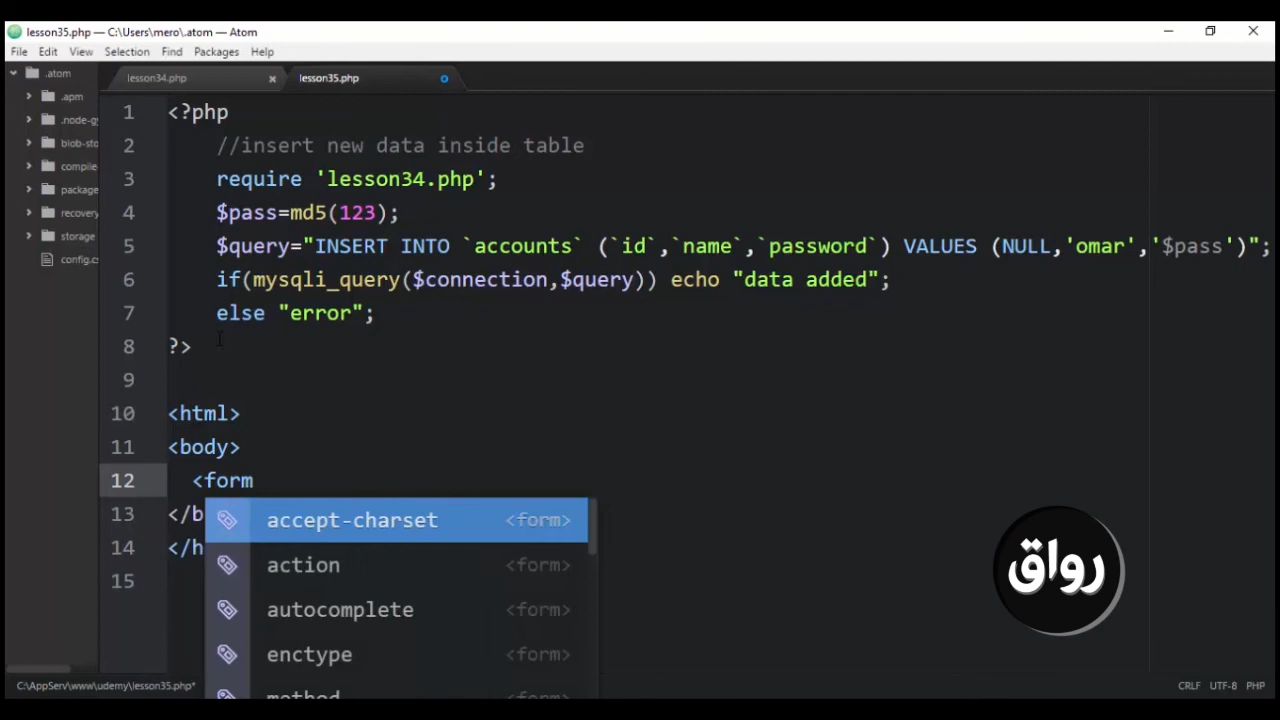 lesson35.php — C:\Users\mero\.atom — Atom
File Edit View Selection Find Packages Help
.atom
.apm
.node-gy
blob-sto
compile
package
recovery
storage
config.cs
lesson34.php
lesson35.php
1 <?php
2 //insert new data inside table
3 require 'lesson34.php';
4 $pass=md5(123);
5 $query="INSERT INTO `accounts` (`id`,`name`,`password`) VALUES (NULL,'omar','$pass')";
6 if(mysqli_query($connection,$query)) echo "data added";
7 else "error";
8 ?>
9
10 <html>
11 <body>
12 <form
13 </b
14 </h
15
accept-charset <form>
action <form>
autocomplete <form>
enctype <form>
method <form>
رواق
C:\AppServ\www\udemy\lesson35.php* CRLF UTF-8 PHP